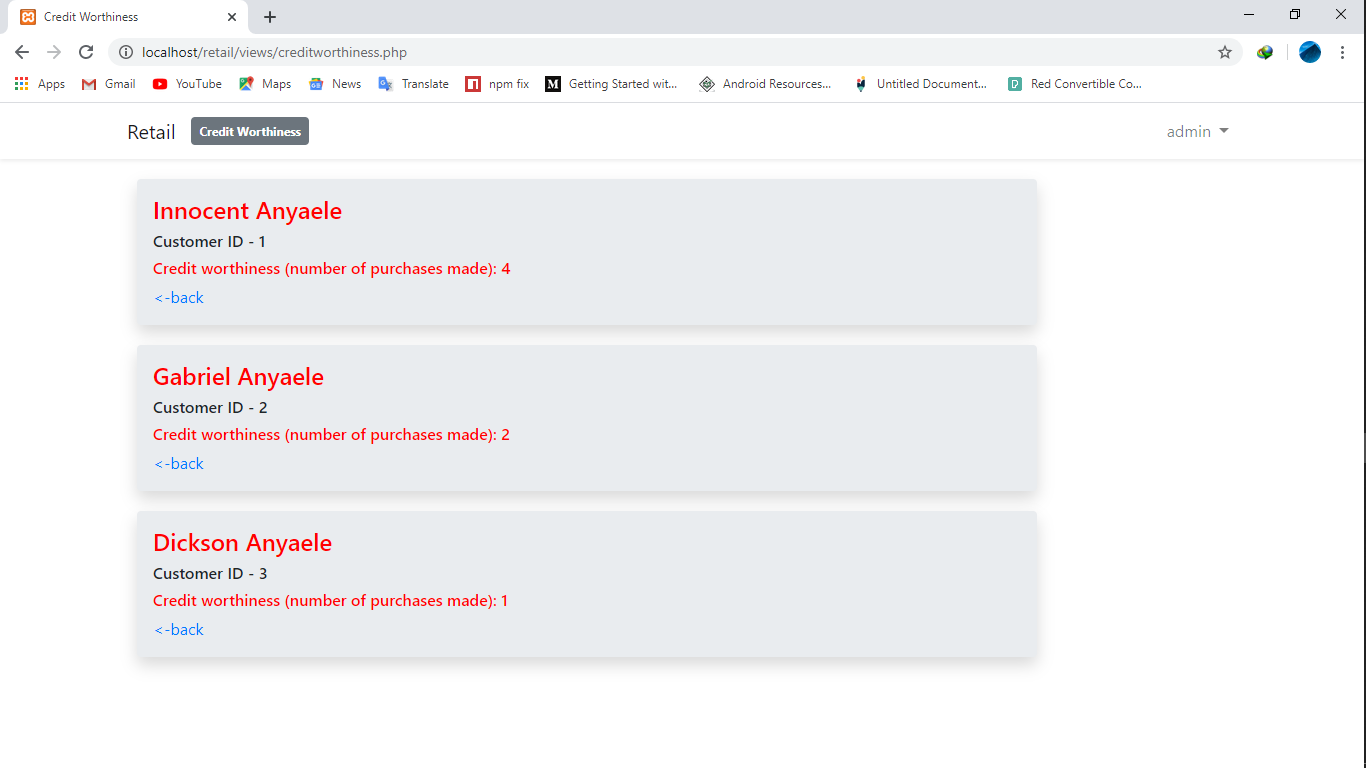 Credit Worthiness
localhost/retail/views/creditworthiness.php
Apps Gmail YouTube Maps News Translate npm fix Getting Started wit... Android Resources... Untitled Document... Red Convertible Co...
Retail Credit Worthiness admin
Innocent Anyaele
Customer ID - 1
Credit worthiness (number of purchases made): 4
<-back
Gabriel Anyaele
Customer ID - 2
Credit worthiness (number of purchases made): 2
<-back
Dickson Anyaele
Customer ID - 3
Credit worthiness (number of purchases made): 1
<-back